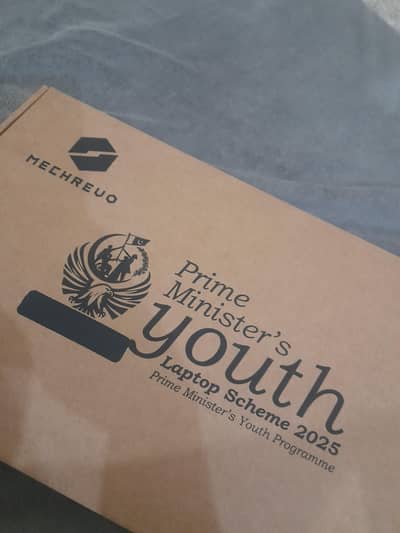 MECHREVO
Prime
Minister's
youth
Laptop Scheme 2025
Prime Minister's Youth Programme